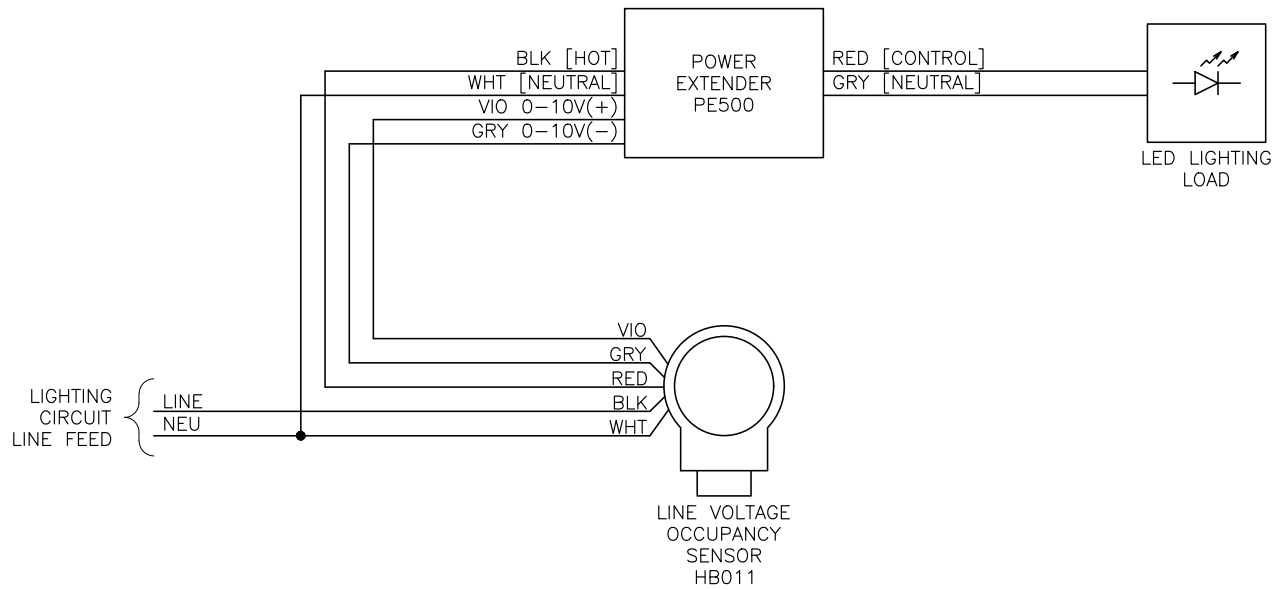 BLK [HOT]
WHT [NEUTRAL]
VIO 0-10V(+)
GRY 0-10V(-)
POWER
EXTENDER
PE500
RED [CONTROL]
GRY [NEUTRAL]
LED LIGHTING
LOAD
VIO
GRY
RED
BLK
WHT
LIGHTING
CIRCUIT
LINE FEED
LINE
NEU
LINE VOLTAGE
OCCUPANCY
SENSOR
HB011